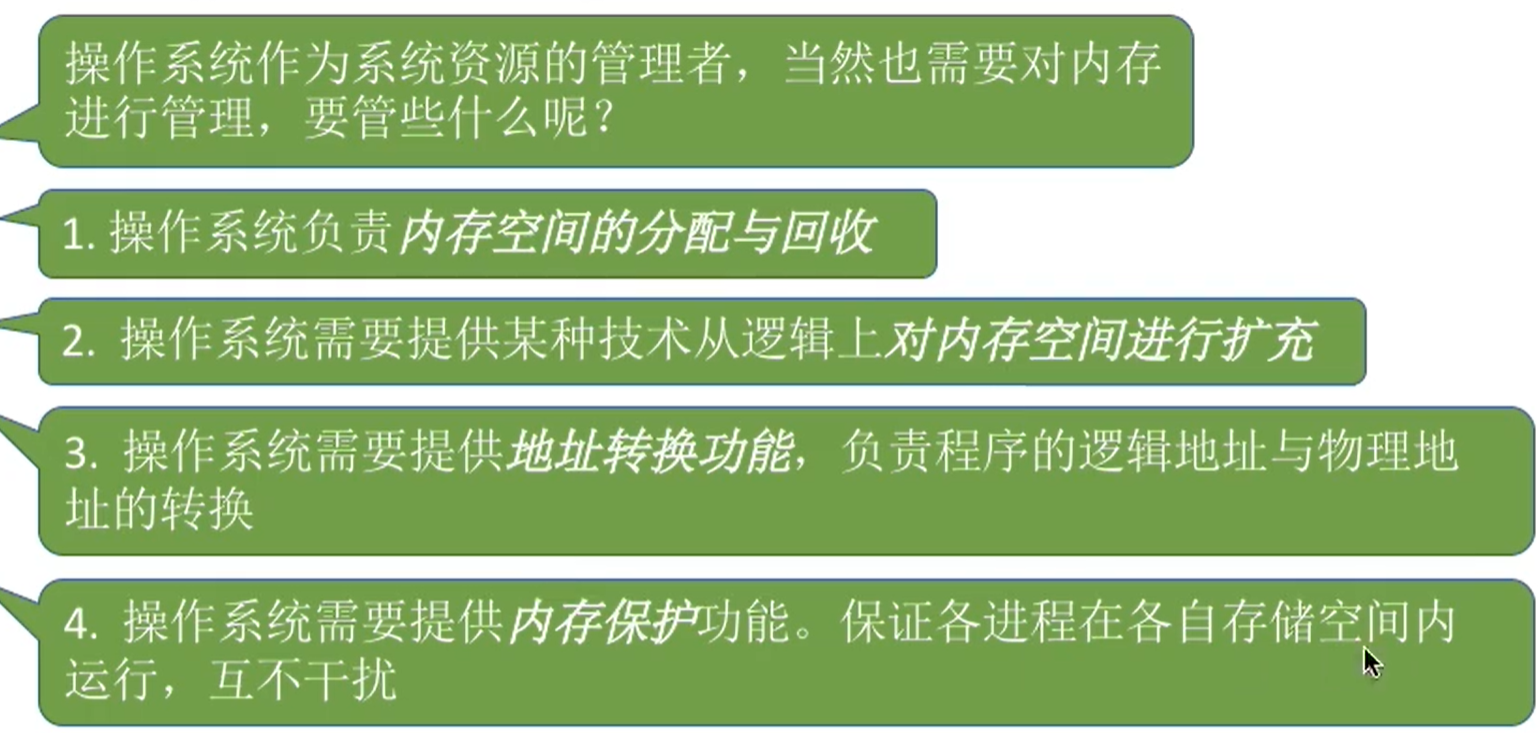 操作系统作为系统资源的管理者，当然也需要对内存
进行管理，要管些什么呢？
1. 操作系统负责内存空间的分配与回收
2. 操作系统需要提供某种技术从逻辑上对内存空间进行扩充
3. 操作系统需要提供地址转换功能，负责程序的逻辑地址与物理地
址的转换
4. 操作系统需要提供内存保护功能。保证各进程在各自存储空间内
运行，互不干扰